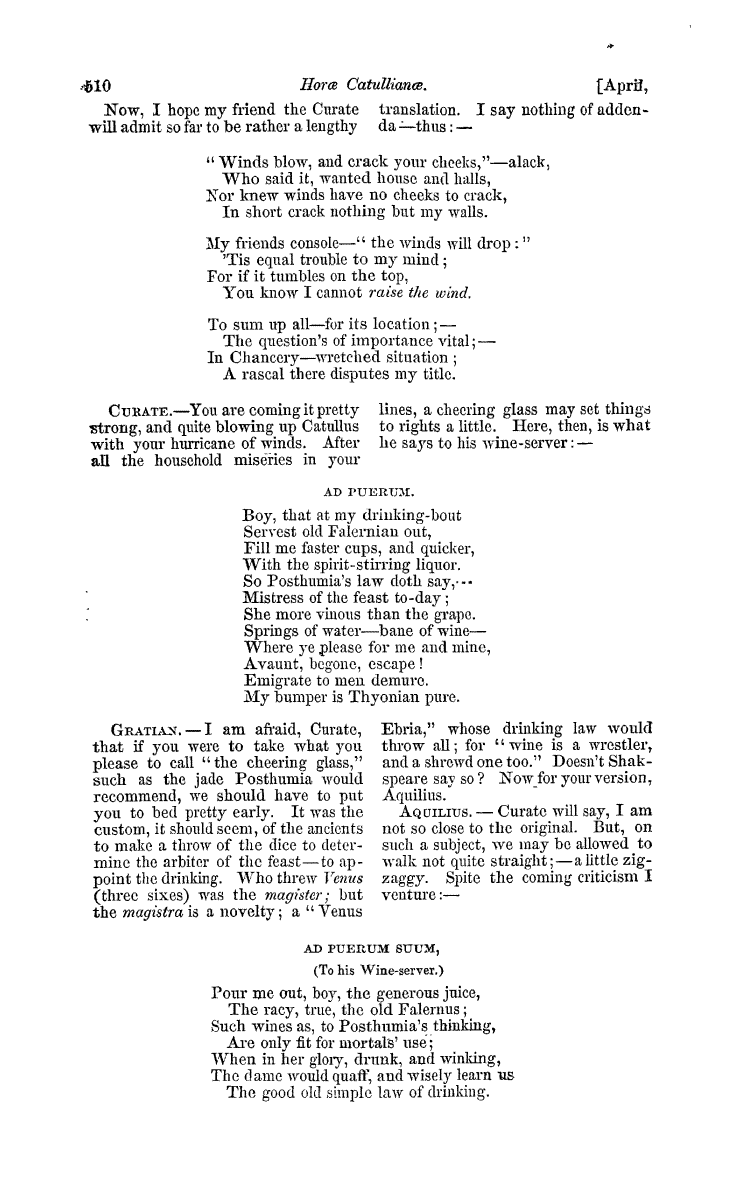 510 Horæ Catullianæ. [April,
Now, I hope my friend the Curate
will admit so far to be rather a lengthy
translation. I say nothing of adden-
da—thus:—
“Winds blow, and crack your cheeks,”—alack,
Who said it, wanted house and halls,
Nor knew winds have no cheeks to crack,
In short crack nothing but my walls.
My friends console—“the winds will drop:”
’Tis equal trouble to my mind;
For if it tumbles on the top,
You know I cannot raise the wind.
To sum up all—for its location;—
The question’s of importance vital;—
In Chancery—wretched situation;
A rascal there disputes my title.
CURATE.—You are coming it pretty
strong, and quite blowing up Catullus
with your hurricane of winds. After
all the household miseries in your
lines, a cheering glass may set things
to rights a little. Here, then, is what
he says to his wine-server:—
AD PUERUM.
Boy, that at my drinking-bout
Servest old Falernian out,
Fill me faster cups, and quicker,
With the spirit-stirring liquor.
So Posthumia’s law doth say,---
Mistress of the feast to-day;
She more vinous than the grape.
Springs of water—bane of wine—
Where ye please for me and mine,
Avaunt, begone, escape!
Emigrate to men demure.
My bumper is Thyonian pure.
GRATIAN.—I am afraid, Curate,
that if you were to take what you
please to call “the cheering glass,”
such as the jade Posthumia would
recommend, we should have to put
you to bed pretty early. It was the
custom, it should seem, of the ancients
to make a throw of the dice to deter-
mine the arbiter of the feast—to ap-
point the drinking. Who threw Venus
(three sixes) was the magister; but
the magistra is a novelty; a “Venus
Ebria,” whose drinking law would
throw all; for “wine is a wrestler,
and a shrewd one too.” Doesn’t Shak-
speare say so? Now for your version,
Aquilius.
AQUILIUS.—Curate will say, I am
not so close to the original. But, on
such a subject, we may be allowed to
walk not quite straight;—a little zig-
zaggy. Spite the coming criticism I
venture:—
AD PUERUM SUUM,
(To his Wine-server.)
Pour me out, boy, the generous juice,
The racy, true, the old Falernus;
Such wines as, to Posthumia’s thinking,
Are only fit for mortals’ use;
When in her glory, drunk, and winking,
The dame would quaff, and wisely learn us
The good old simple law of drinking.